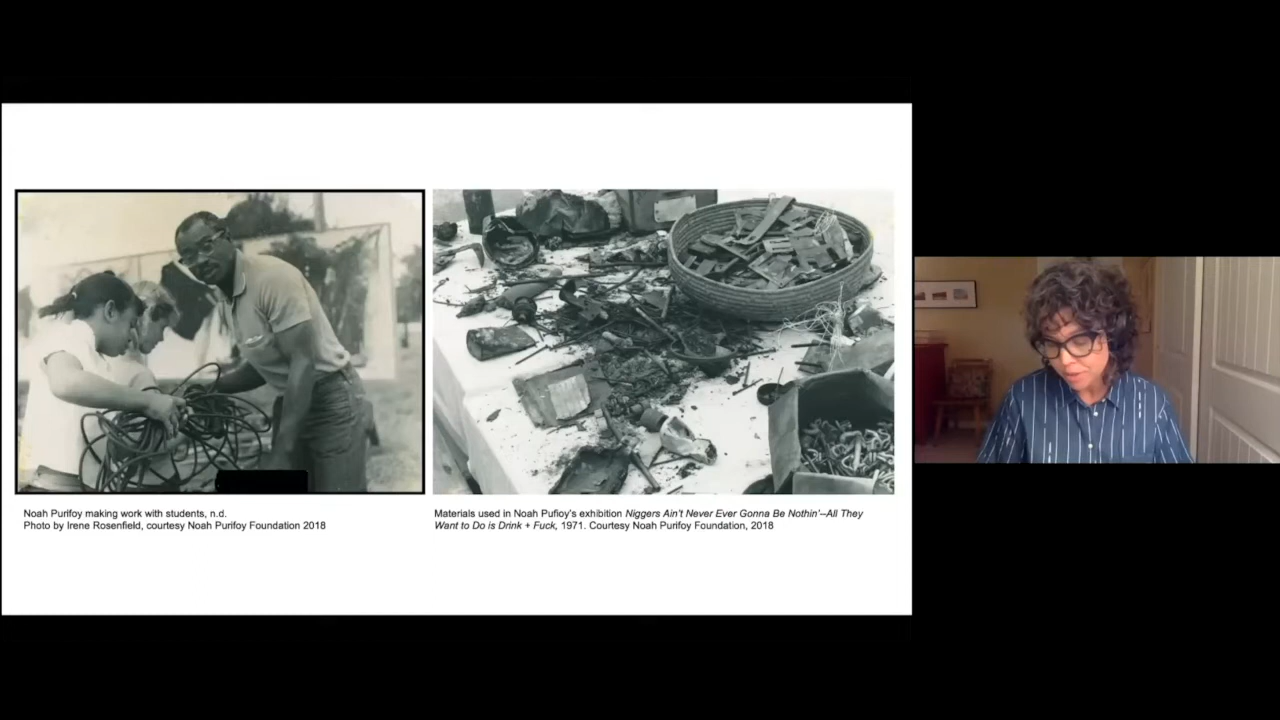 Noah Purifoy making work with students, n.d.
Photo by Irene Rosenfield, courtesy Noah Purifoy Foundation 2018
Materials used in Noah Pufioy's exhibition Niggers Ain't Never Ever Gonna Be Nothin'--All They
Want to Do is Drink + Fuck, 1971. Courtesy Noah Purifoy Foundation, 2018